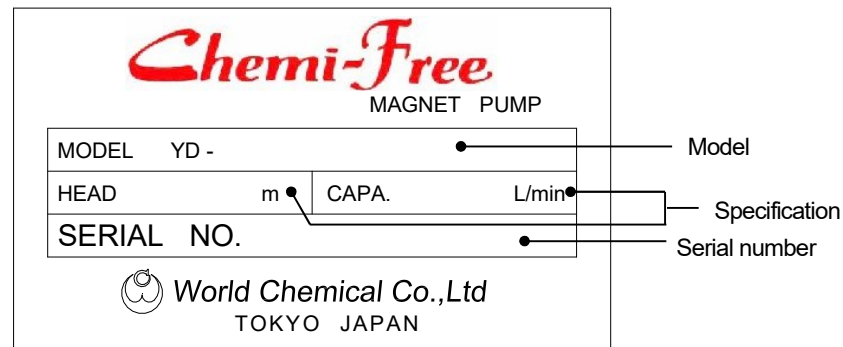 Chemi-Free
MAGNET PUMP
MODEL YD - Model
HEAD m CAPA. L/min Specification
SERIAL NO. Serial number
World Chemical Co.,Ltd
TOKYO JAPAN